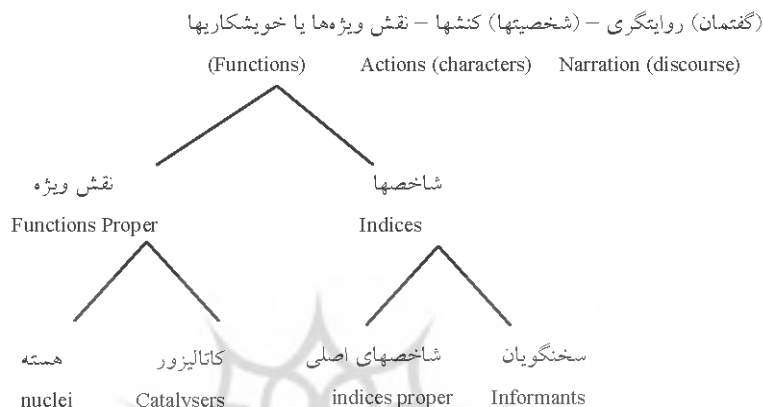 (گفتمان) روایتگری – (شخصیتها) کنشها – نقش ویژه‌ها یا خویشکاریها
(Functions) Actions (characters) Narration (discourse)
نقش ویژه شاخصها
Functions Proper Indices
هسته کاتالیزور شاخصهای اصلی سخنگویان
nuclei Catalysers indices proper Informants